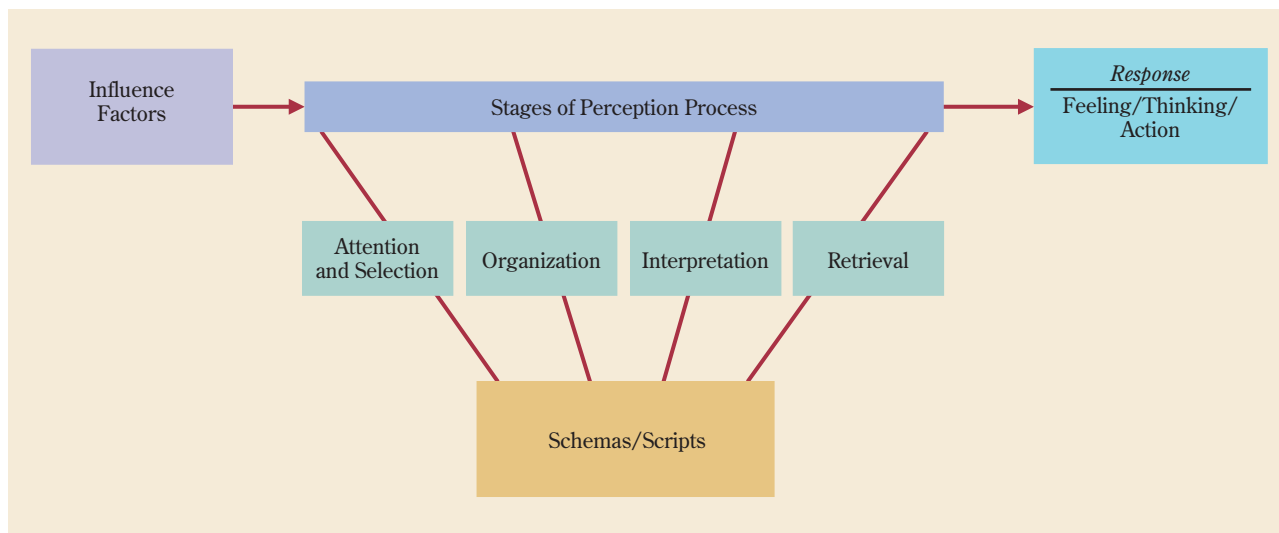 Influence
Factors
Stages of Perception Process
Response
Feeling/Thinking/
Action
Attention
and Selection
Organization
Interpretation
Retrieval
Schemas/Scripts